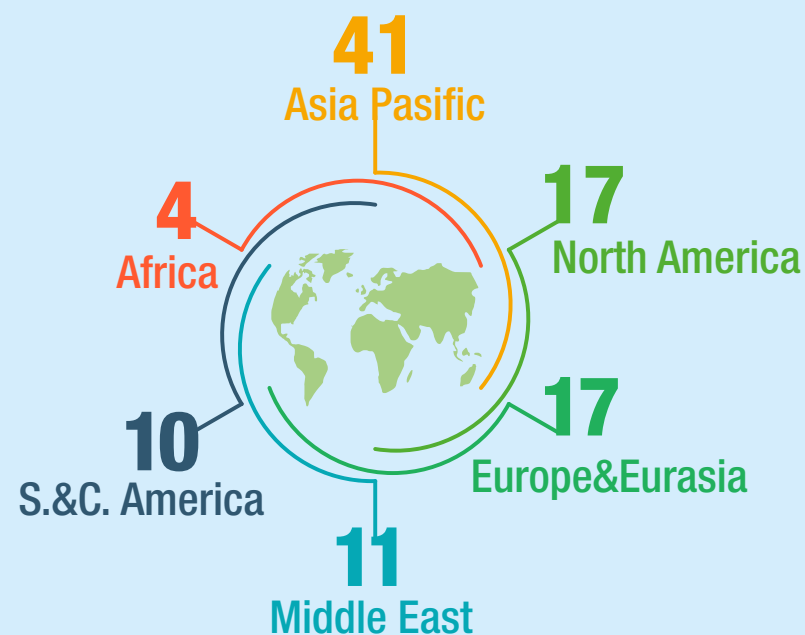 41
Asia Pasific
17
North America
4
Africa
17
Europe&Eurasia
10
S.&C. America
11
Middle East